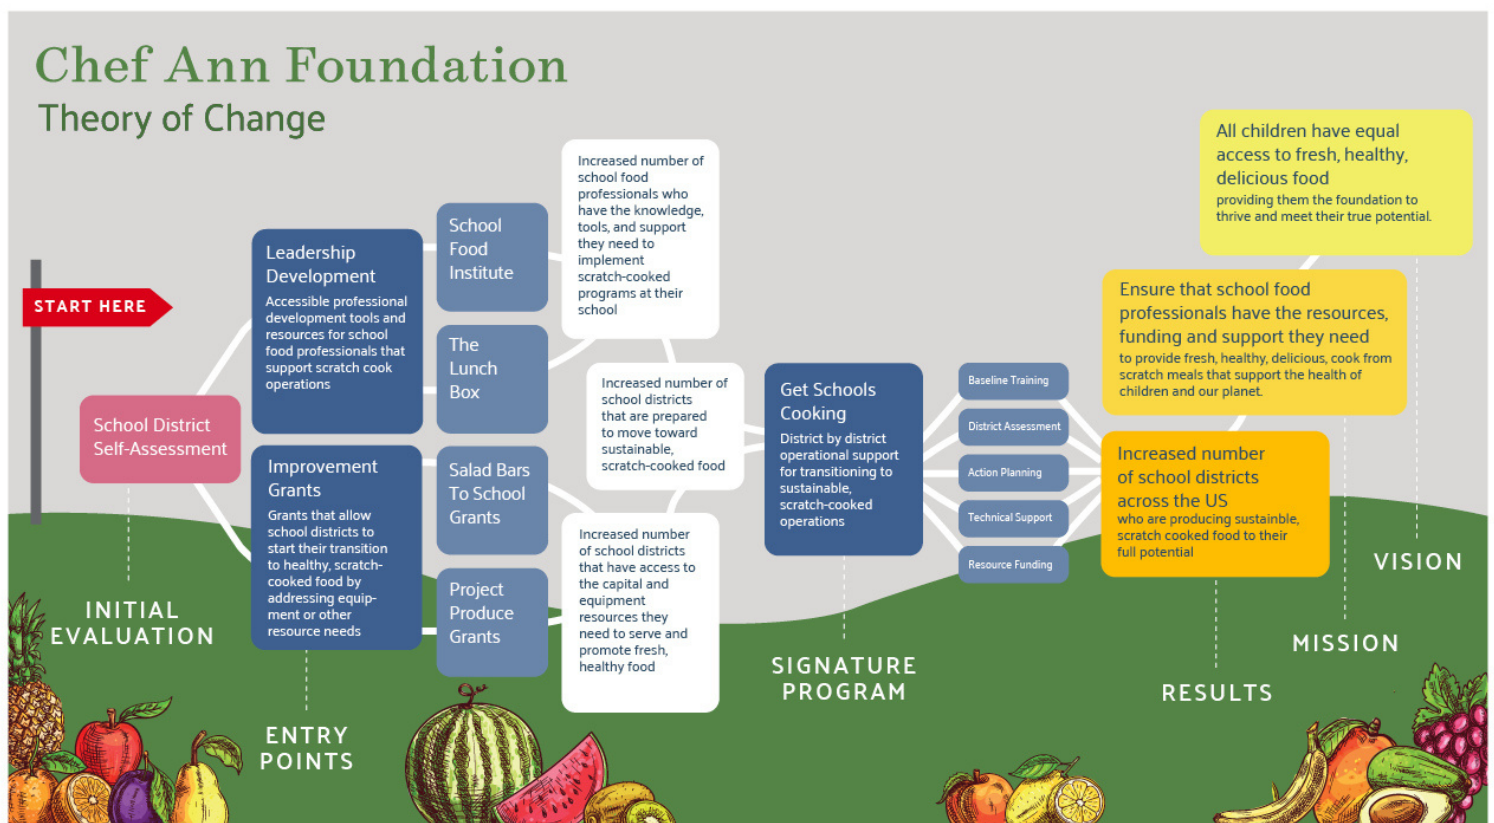 Chef Ann Foundation
Theory of Change
START HERE
School District
Self-Assessment
INITIAL
EVALUATION
Leadership
Development
Accessible professional
development tools and
resources for school
food professionals that
support scratch cook
operations
Improvement
Grants
Grants that allow
school districts to
start their transition
to healthy, scratch-
cooked food by
addressing equip-
ment or other
resource needs
ENTRY
POINTS
School
Food
Institute
The
Lunch
Box
Salad Bars
To School
Grants
Project
Produce
Grants
Increased number of
school food
professionals who
have the knowledge,
tools, and support
they need to
implement
scratch-cooked
programs at their
school
Increased number of
school districts
that are prepared
to move toward
sustainable,
scratch-cooked food
Increased number
of school districts
that have access to
the capital and
equipment
resources they
need to serve and
promote fresh,
healthy food
Get Schools
Cooking
District by district
operational support
for transitioning to
sustainable,
scratch-cooked
operations
SIGNATURE
PROGRAM
Baseline Training
District Assessment
Action Planning
Technical Support
Resource Funding
Increased number
of school districts
across the US
who are producing sustainble,
scratch cooked food to their
full potential
RESULTS
Ensure that school food
professionals have the resources,
funding and support they need
to provide fresh, healthy, delicious, cook from
scratch meals that support the health of
children and our planet.
MISSION
All children have equal
access to fresh, healthy,
delicious food
providing them the foundation to
thrive and meet their true potential.
VISION